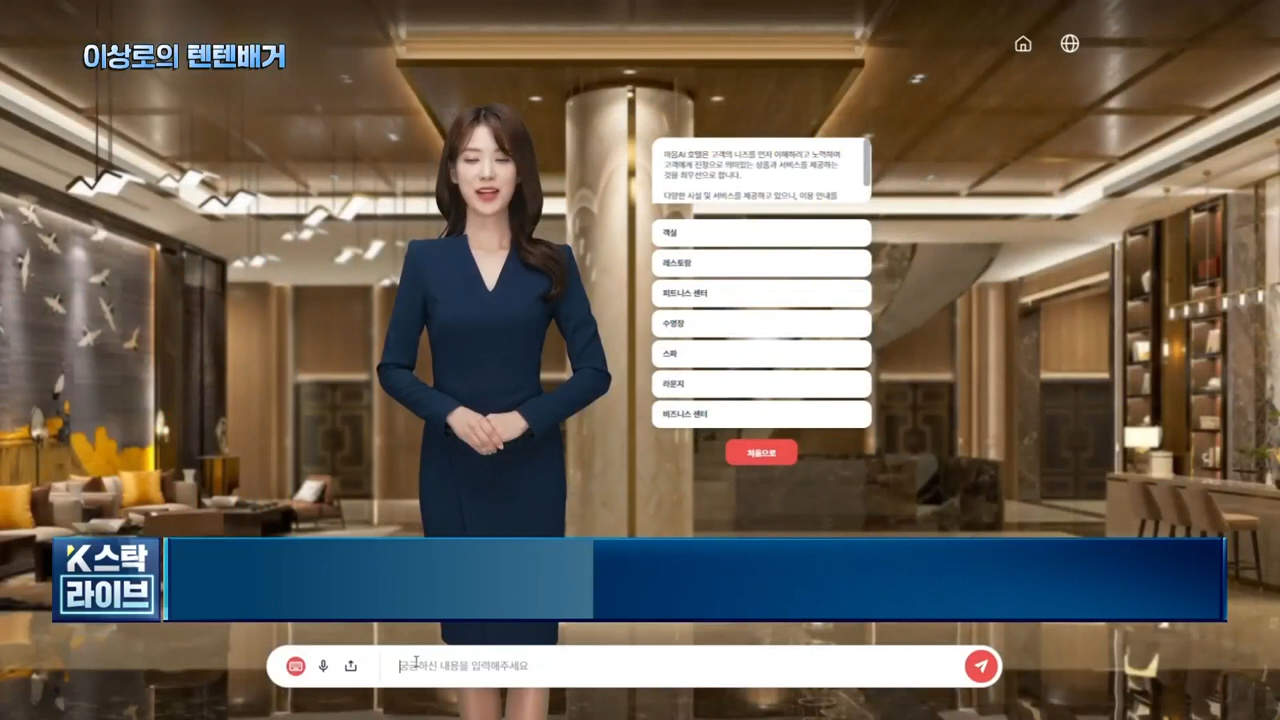 이상로의 텐텐배거
마음AI 호텔은 고객의 니즈를 먼저 이해하려고 노력하며
고객에게 진정으로 의미있는 상품과 서비스를 제공하는
것을 최우선으로 합니다.
다양한 시설 및 서비스를 제공하고 있으니, 이용 안내를
객실
레스토랑
피트니스 센터
수영장
스파
라운지
비즈니스 센터
처음으로
K스탁
라이브
궁금하신 내용을 입력해주세요